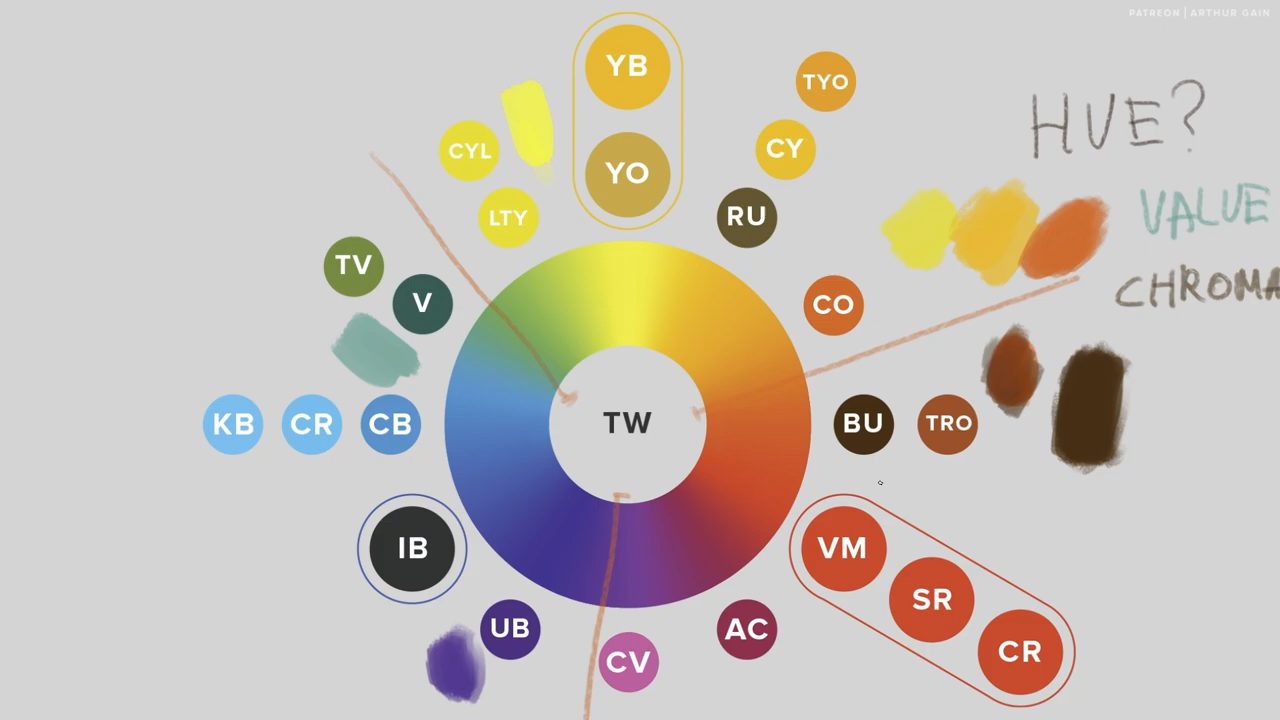 PATREON | ARTHUR GAIN
YB
TYO
HUE?
CYL
CY
YO
LTY
RU
VALUE
TV
V
CO
CHROMA
KB
CR
CB
TW
BU
TRO
IB
VM
SR
CR
UB
CV
AC